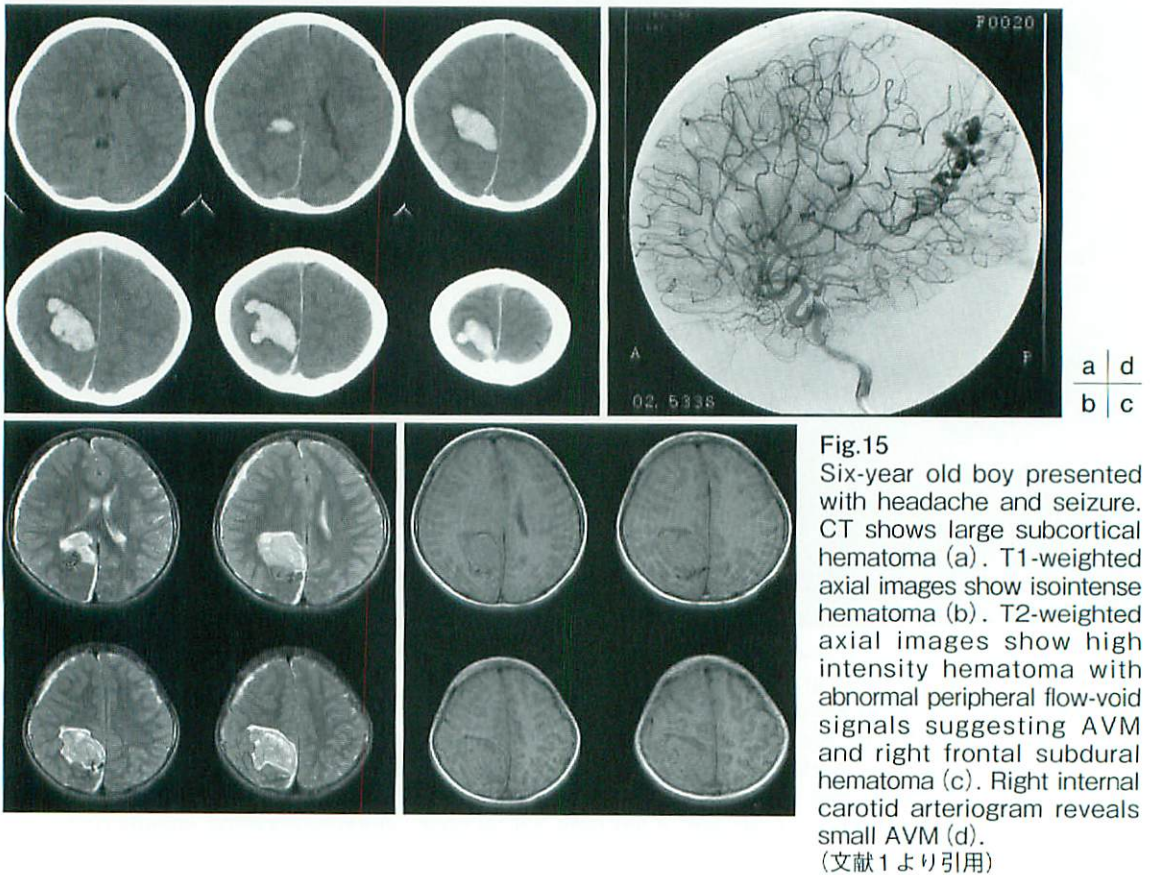 F0020
A
P
02. 533S
a d
b c
Fig.15
Six-year old boy presented
with headache and seizure.
CT shows large subcortical
hematoma (a). T1-weighted
axial images show isointense
hematoma (b). T2-weighted
axial images show high
intensity hematoma with
abnormal peripheral flow-void
signals suggesting AVM
and right frontal subdural
hematoma (c). Right internal
carotid arteriogram reveals
small AVM (d).
(文献1より引用)